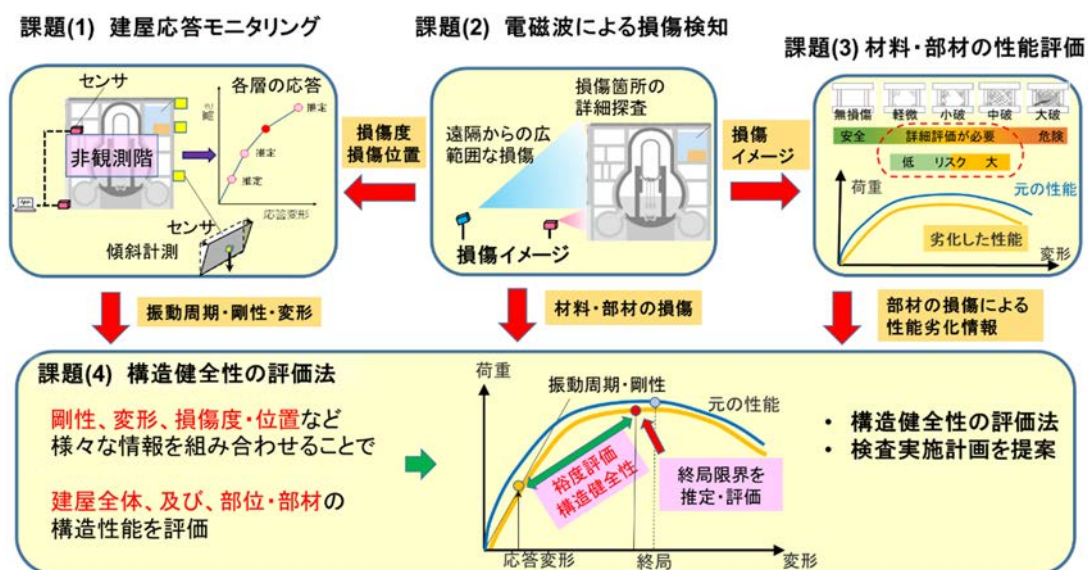 課題(1) 建屋応答モニタリング
課題(2) 電磁波による損傷検知
課題(3) 材料・部材の性能評価
センサ
各層の応答
高さ
推定
推定
推定
非観測階
応答変形
センサ
傾斜計測
損傷度
損傷位置
損傷箇所の
詳細探査
遠隔からの広
範囲な損傷
損傷イメージ
損傷
イメージ
無損傷 軽微 小破 中破 大破
安全 詳細評価が必要 危険
低 リスク 大
荷重
元の性能
劣化した性能
変形
振動周期・剛性・変形
材料・部材の損傷
部材の損傷による
性能劣化情報
課題(4) 構造健全性の評価法
剛性、変形、損傷度・位置など
様々な情報を組み合わせることで
建屋全体、及び、部位・部材の
構造性能を評価
荷重
振動周期・剛性
元の性能
裕度評価
構造健全性
終局限界を
推定・評価
応答変形
終局
変形
• 構造健全性の評価法
• 検査実施計画を提案